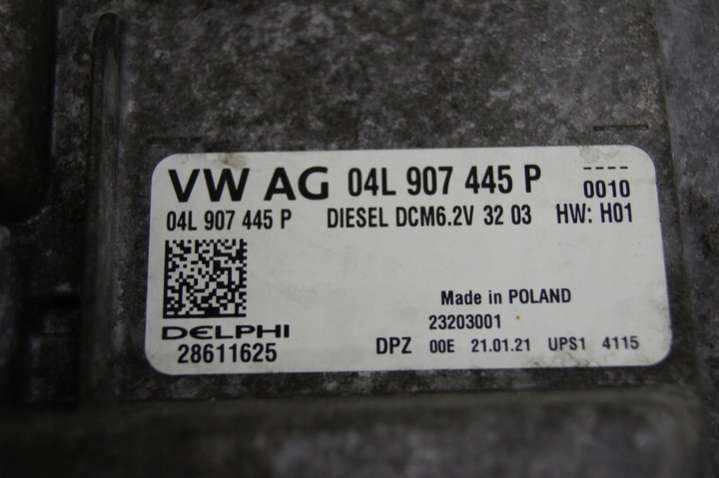 VW AG 04L 907 445 P ----
0010
04L 907 445 P DIESEL DCM6.2V 32 03 HW: H01
Made in POLAND
DELPHI 23203001
28611625 DPZ 00E 21.01.21 UPS1 4115